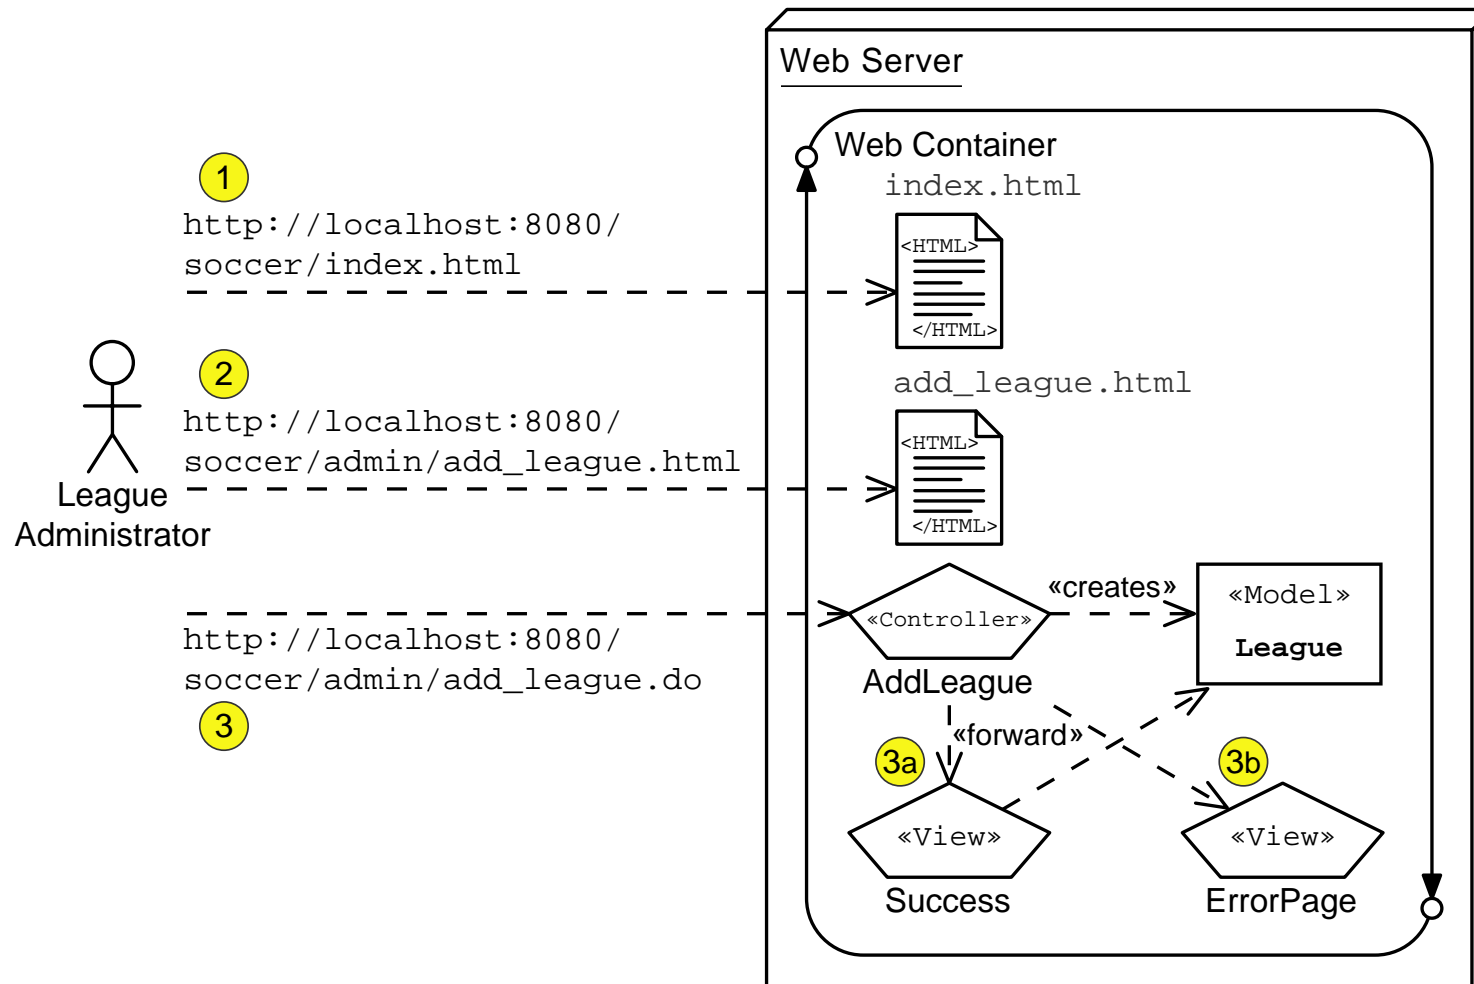 Web Server
Web Container
index.html
<HTML>
</HTML>
1
http://localhost:8080/
soccer/index.html
2
http://localhost:8080/
soccer/admin/add_league.html
add_league.html
<HTML>
</HTML>
League
Administrator
http://localhost:8080/
soccer/admin/add_league.do
3
«Controller»
AddLeague
«creates»
«Model»
League
«forward»
3a
3b
«View»
Success
«View»
ErrorPage